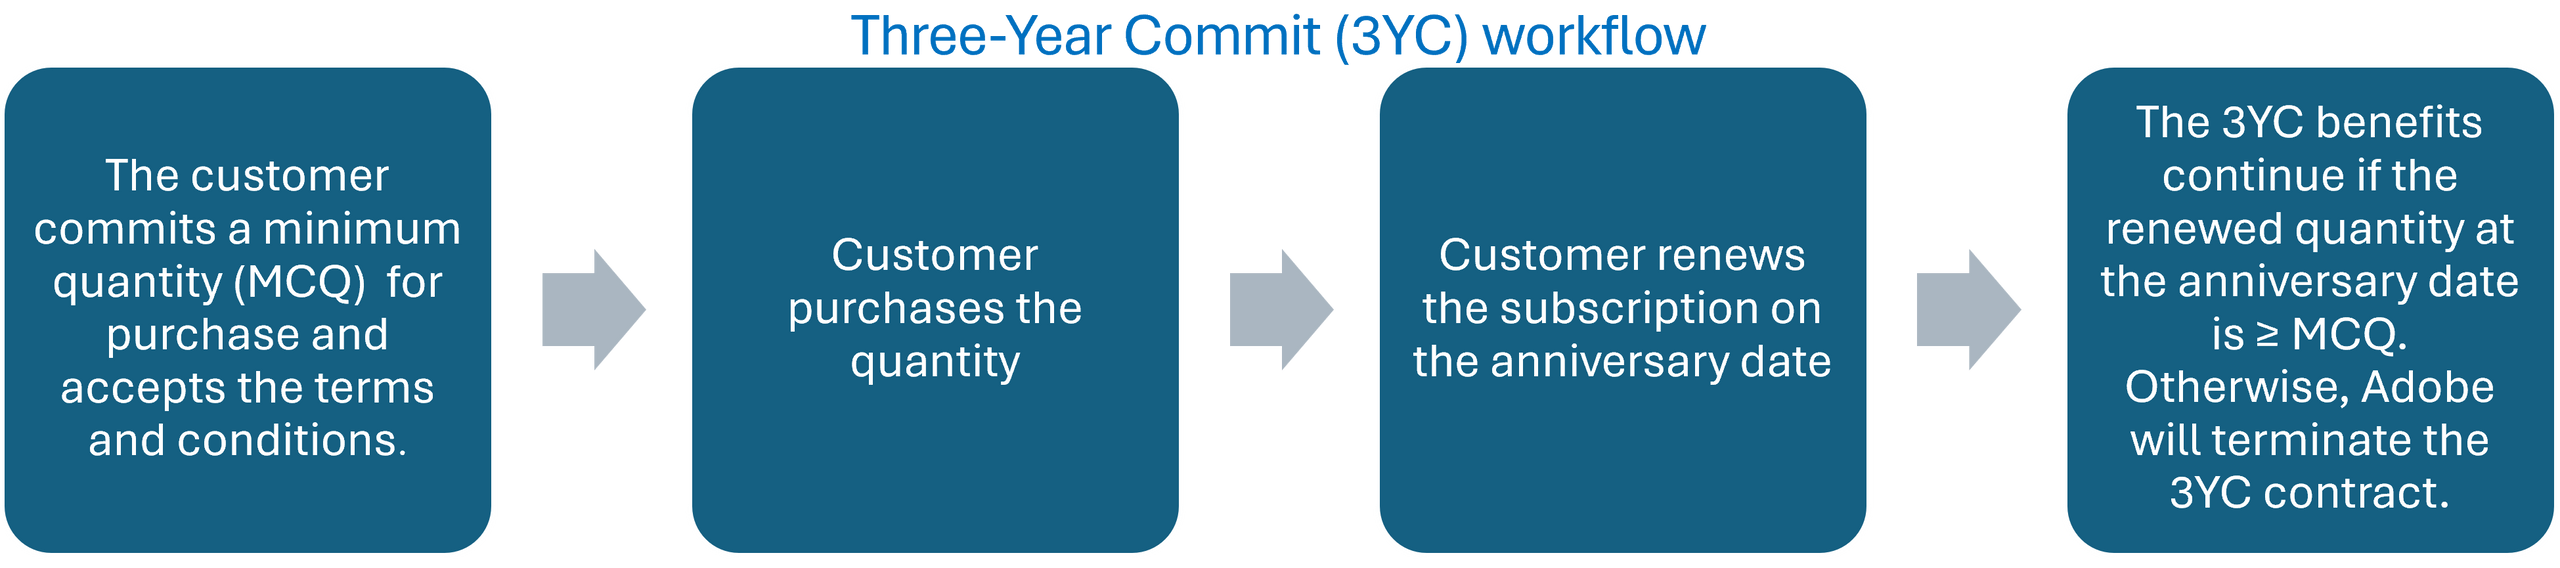 Three-Year Commit (3YC) workflow
The customer
commits a minimum
quantity (MCQ)  for
purchase and
accepts the terms
and conditions.
Customer
purchases the
quantity
Customer renews
the subscription on
the anniversary date
The 3YC benefits
continue if the
renewed quantity at
the anniversary date
is ≥ MCQ.
Otherwise, Adobe
will terminate the
3YC contract.